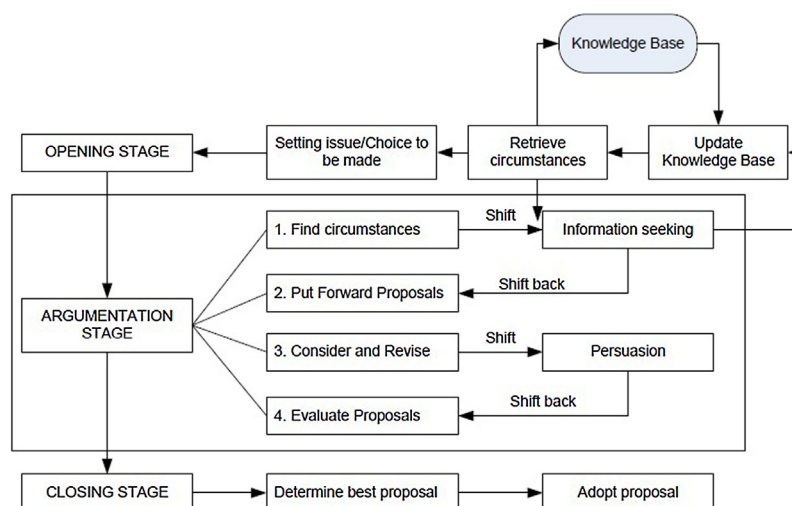 Knowledge Base
OPENING STAGE
Setting issue/Choice to
be made
Retrieve
circumstances
Update
Knowledge Base
1. Find circumstances
Shift
Information seeking
2. Put Forward Proposals
Shift back
ARGUMENTATION
STAGE
3. Consider and Revise
Shift
Persuasion
4. Evaluate Proposals
Shift back
CLOSING STAGE
Determine best proposal
Adopt proposal